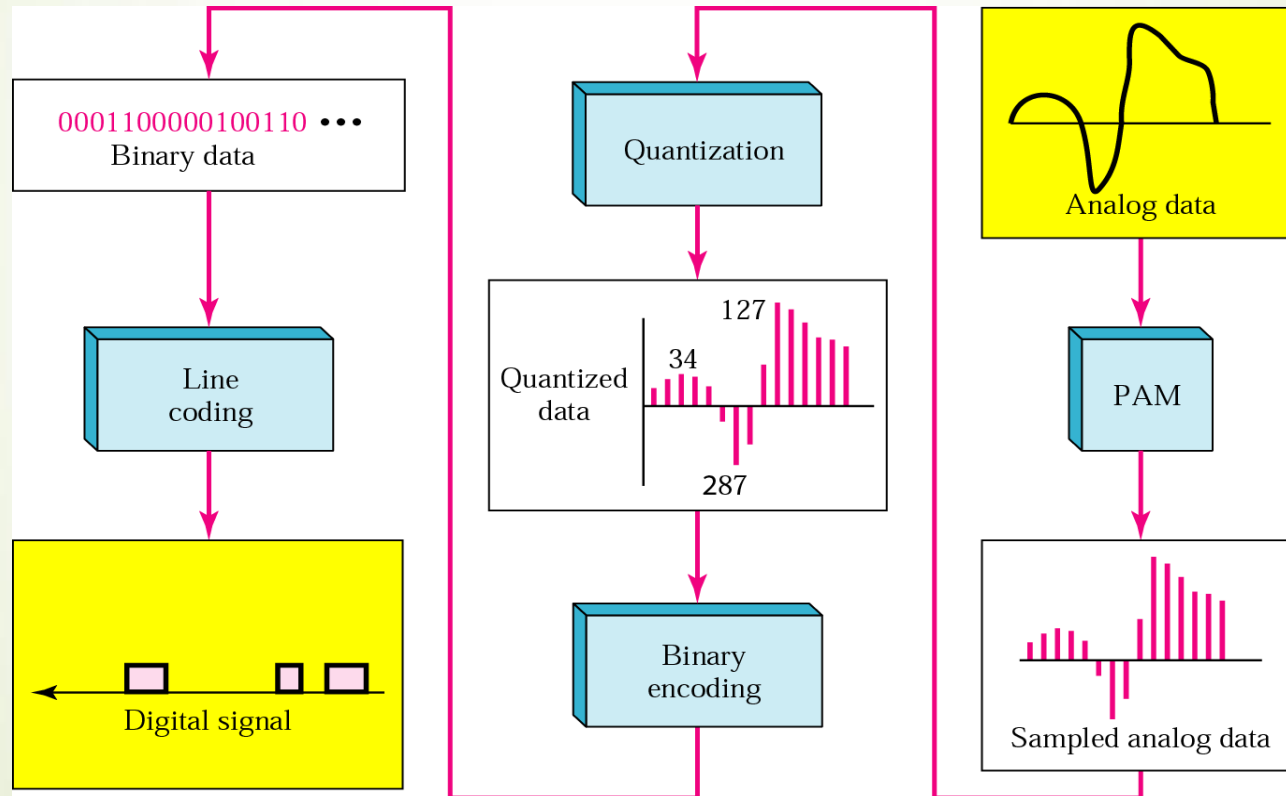 0001100000100110 •••
Binary data
Line
coding
Digital signal
Quantization
127
34
Quantized
data
287
Binary
encoding
Analog data
PAM
Sampled analog data